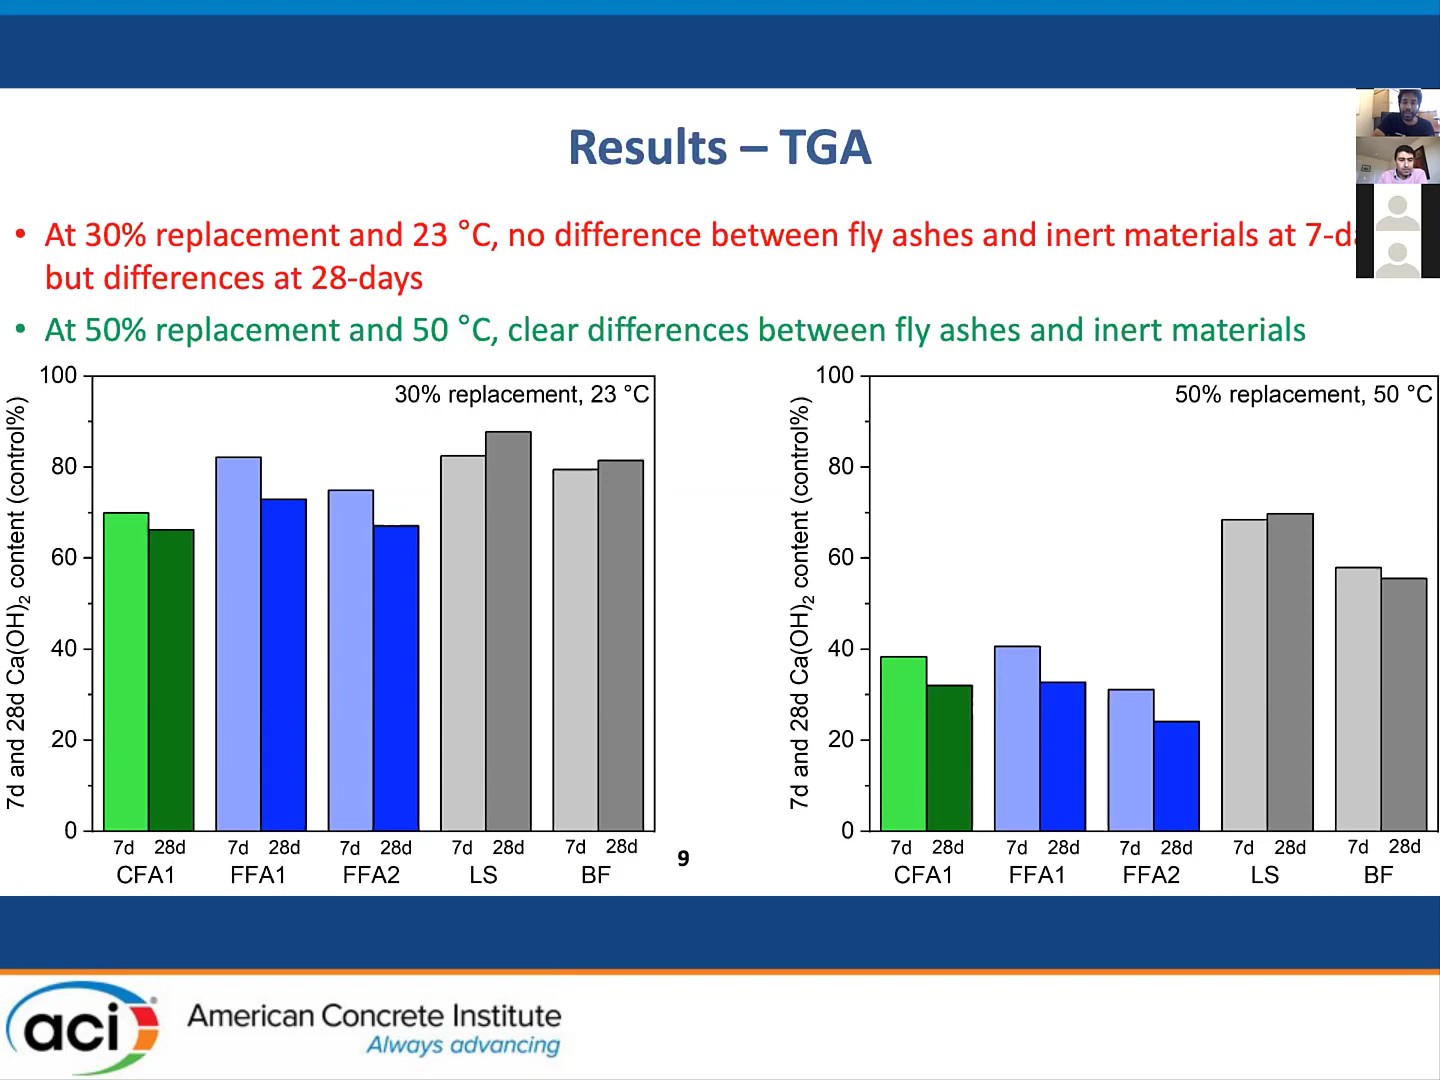 Results – TGA
• At 30% replacement and 23 °C, no difference between fly ashes and inert materials at 7-da
but differences at 28-days
• At 50% replacement and 50 °C, clear differences between fly ashes and inert materials
7d and 28d Ca(OH)₂ content (control%)
100
80
60
40
20
0
30% replacement, 23 °C
7d 28d 7d 28d 7d 28d 7d 28d 7d 28d
CFA1 FFA1 FFA2 LS BF
9
7d and 28d Ca(OH)₂ content (control%)
100
80
60
40
20
0
50% replacement, 50 °C
7d 28d 7d 28d 7d 28d 7d 28d 7d 28d
CFA1 FFA1 FFA2 LS BF
aci
American Concrete Institute
Always advancing